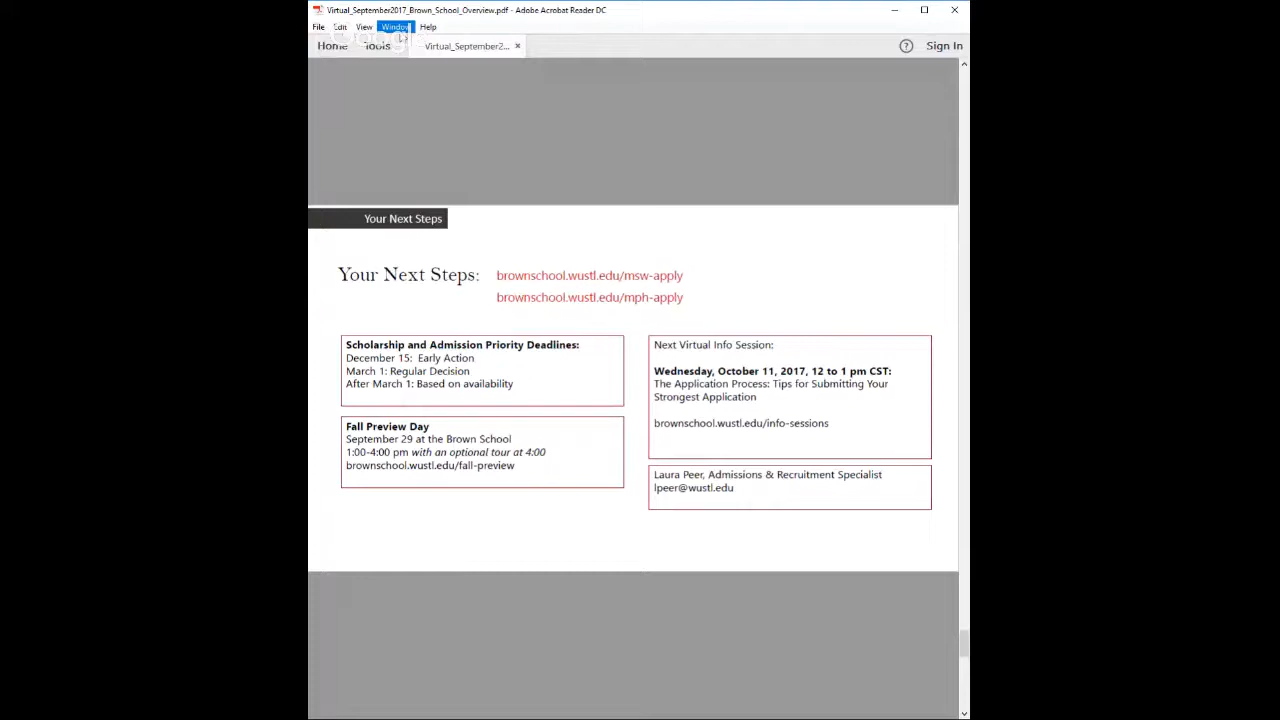 Virtual_September2017_Brown_School_Overview.pdf - Adobe Acrobat Reader DC
File Edit View Window Help
Home Tools Virtual_September2... × ? Sign In
Google
Your Next Steps
Your Next Steps: brownschool.wustl.edu/msw-apply
brownschool.wustl.edu/mph-apply
Scholarship and Admission Priority Deadlines:
December 15: Early Action
March 1: Regular Decision
After March 1: Based on availability
Fall Preview Day
September 29 at the Brown School
1:00-4:00 pm with an optional tour at 4:00
brownschool.wustl.edu/fall-preview
Next Virtual Info Session:
Wednesday, October 11, 2017, 12 to 1 pm CST:
The Application Process: Tips for Submitting Your
Strongest Application
brownschool.wustl.edu/info-sessions
Laura Peer, Admissions & Recruitment Specialist
lpeer@wustl.edu